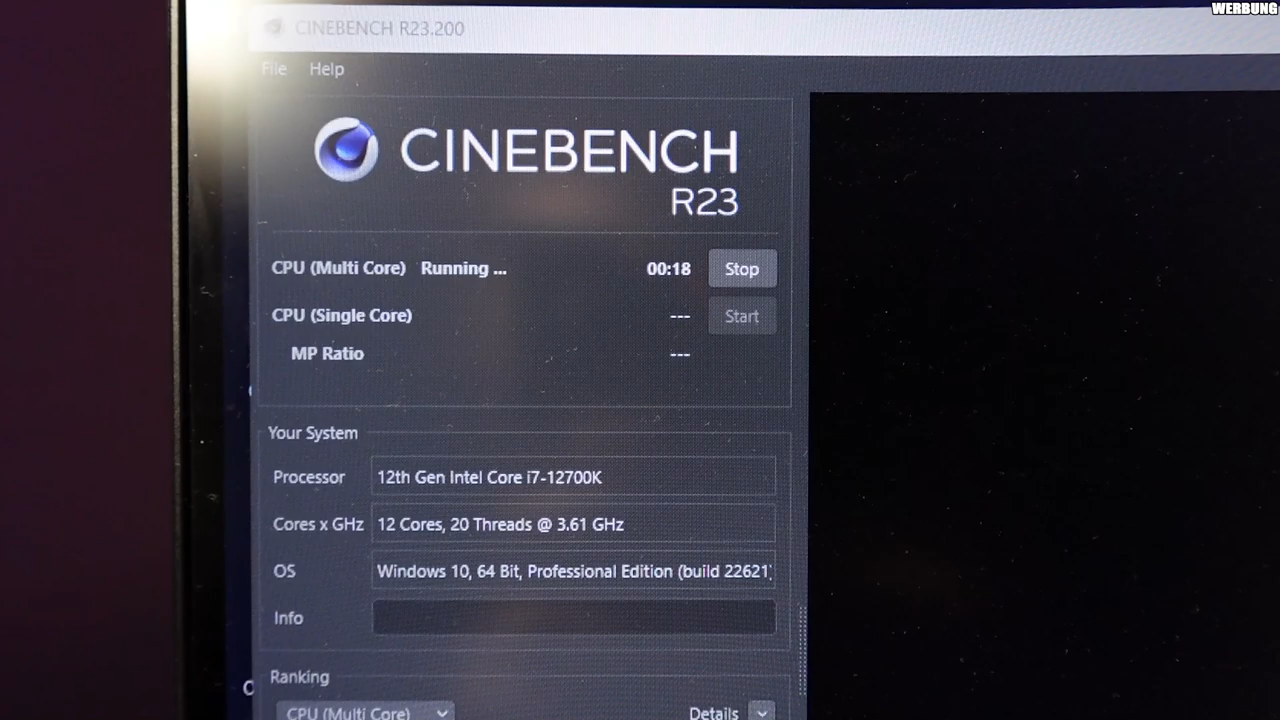 WERBUNG
CINEBENCH R23.200
File Help
CINEBENCH
R23
CPU (Multi Core) Running ... 00:18 Stop
CPU (Single Core) --- Start
MP Ratio ---
Your System
Processor 12th Gen Intel Core i7-12700K
Cores x GHz 12 Cores, 20 Threads @ 3.61 GHz
OS Windows 10, 64 Bit, Professional Edition (build 22621)
Info
Ranking
CPU (Multi Core) Details